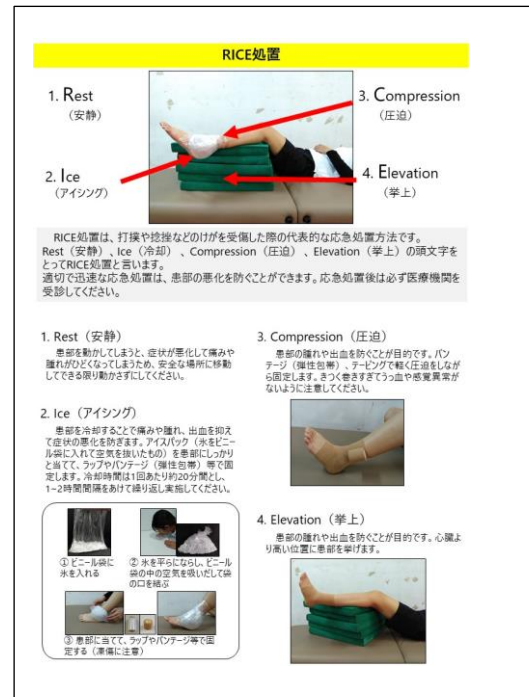 RICE処置
1. Rest
（安静）
3. Compression
（圧迫）
2. Ice
（アイシング）
4. Elevation
（挙上）
RICE処置は、打撲や捻挫などのけがを受傷した際の代表的な応急処置方法です。
Rest（安静）、Ice（冷却）、Compression（圧迫）、Elevation（挙上）の頭文字を
とってRICE処置と言います。
適切で迅速な応急処置は、患部の悪化を防ぐことができます。応急処置後は必ず医療機関を
受診してください。
1. Rest（安静）
患部を動かしてしまうと、症状が悪化して痛みや
腫れがひどくなってしまうため、安全な場所に移動
してできる限り動かさずにしてください。
2. Ice（アイシング）
患部を冷却することで痛みや腫れ、出血を抑え
て症状の悪化を防ぎます。アイスパック（氷をビニー
ル袋に入れて空気を抜いたもの）を患部にしっかり
と当てて、ラップやバンテージ（弾性包帯）等で固
定します。冷却時間は1回あたり約20分間とし、
1~2時間間隔をあけて繰り返し実施してください。
① ビニール袋に
氷を入れる
② 氷を平らにならし、ビニール
袋の中の空気を吸いだして袋
の口を結ぶ
③ 患部に当てて、ラップやバンテージ等で固
定する（凍傷に注意）
3. Compression（圧迫）
患部の腫れや出血を防ぐことが目的です。バン
テージ（弾性包帯）、テーピングで軽く圧迫をしなが
ら固定します。きつく巻きすぎてうっ血や感覚異常が
ないように注意してください。
4. Elevation（挙上）
患部の腫れや出血を防ぐことが目的です。心臓よ
り高い位置に患部を挙げます。